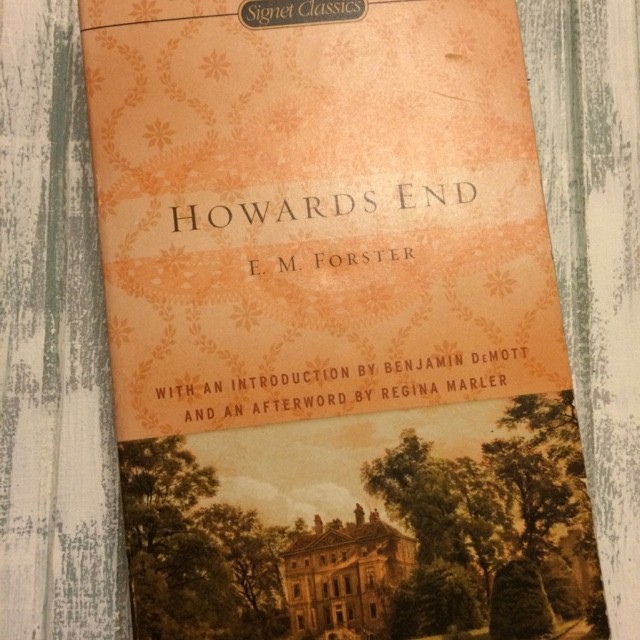 Signet Classics
HOWARDS END
E. M. FORSTER
WITH AN INTRODUCTION BY BENJAMIN DEMOTT
AND AN AFTERWORD BY REGINA MARLER